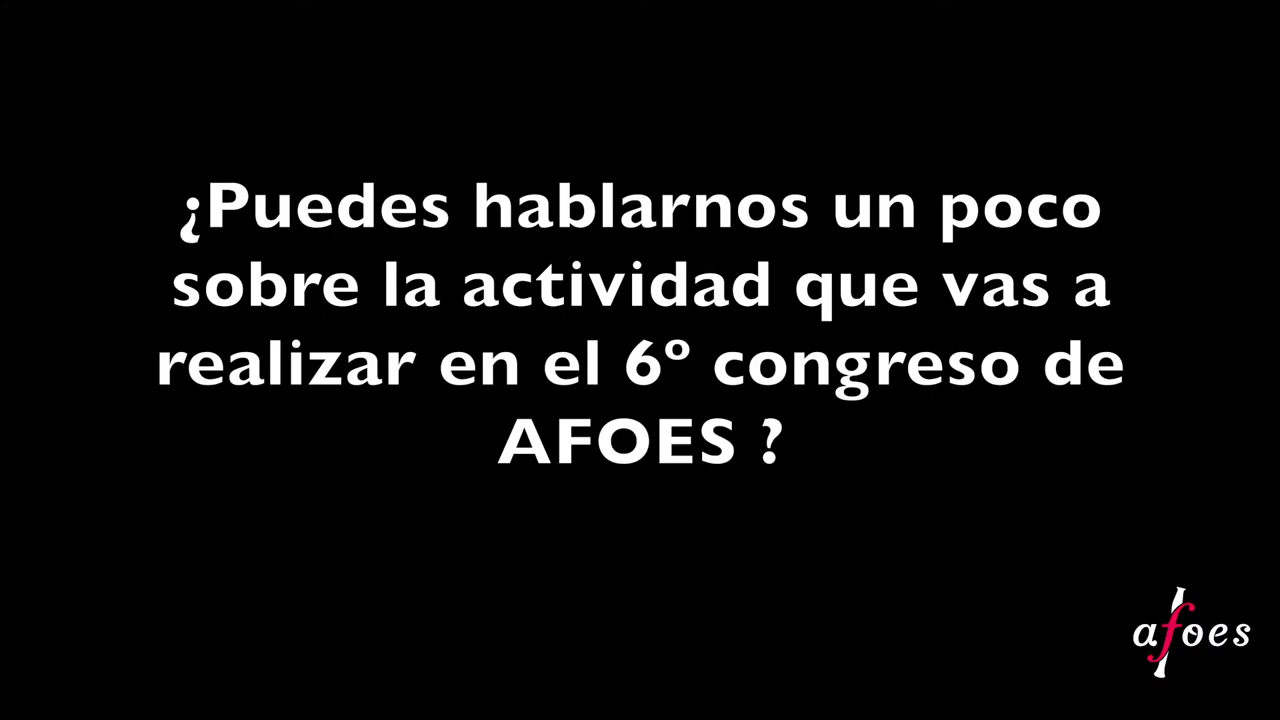 ¿Puedes hablarnos un poco
sobre la actividad que vas a
realizar en el 6º congreso de
AFOES ?
afoes